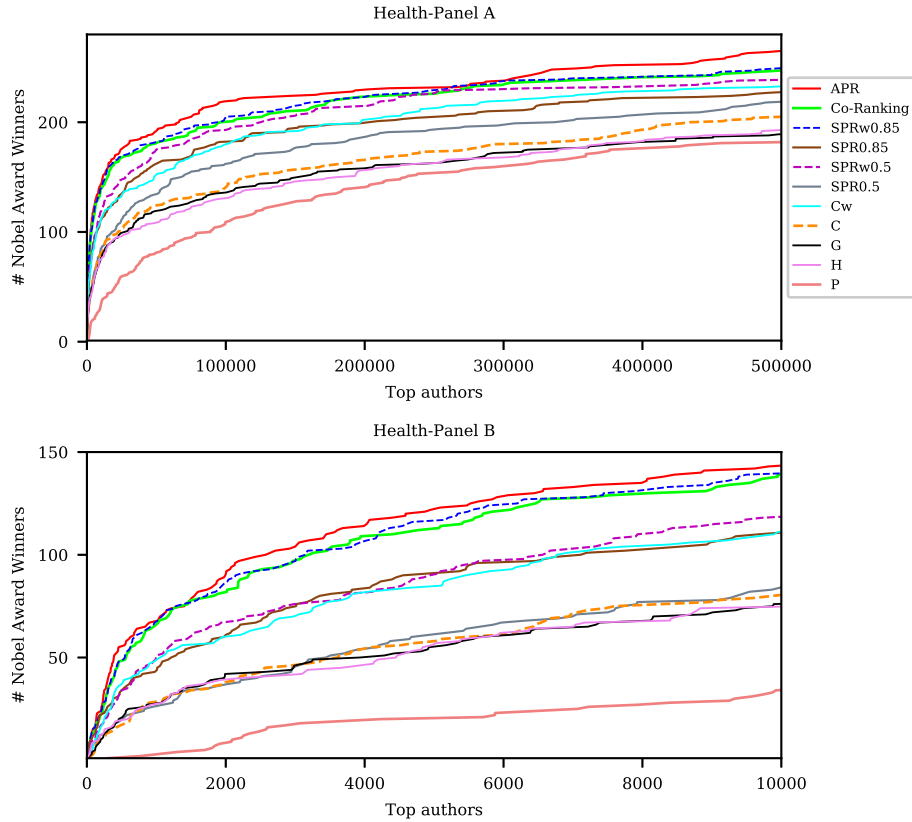 Health-Panel A
# Nobel Award Winners
200
100
0
0 100000 200000 300000 400000 500000
Top authors
APR
Co-Ranking
SPRw0.85
SPR0.85
SPRw0.5
SPR0.5
Cw
C
G
H
P
Health-Panel B
# Nobel Award Winners
150
100
50
0 2000 4000 6000 8000 10000
Top authors